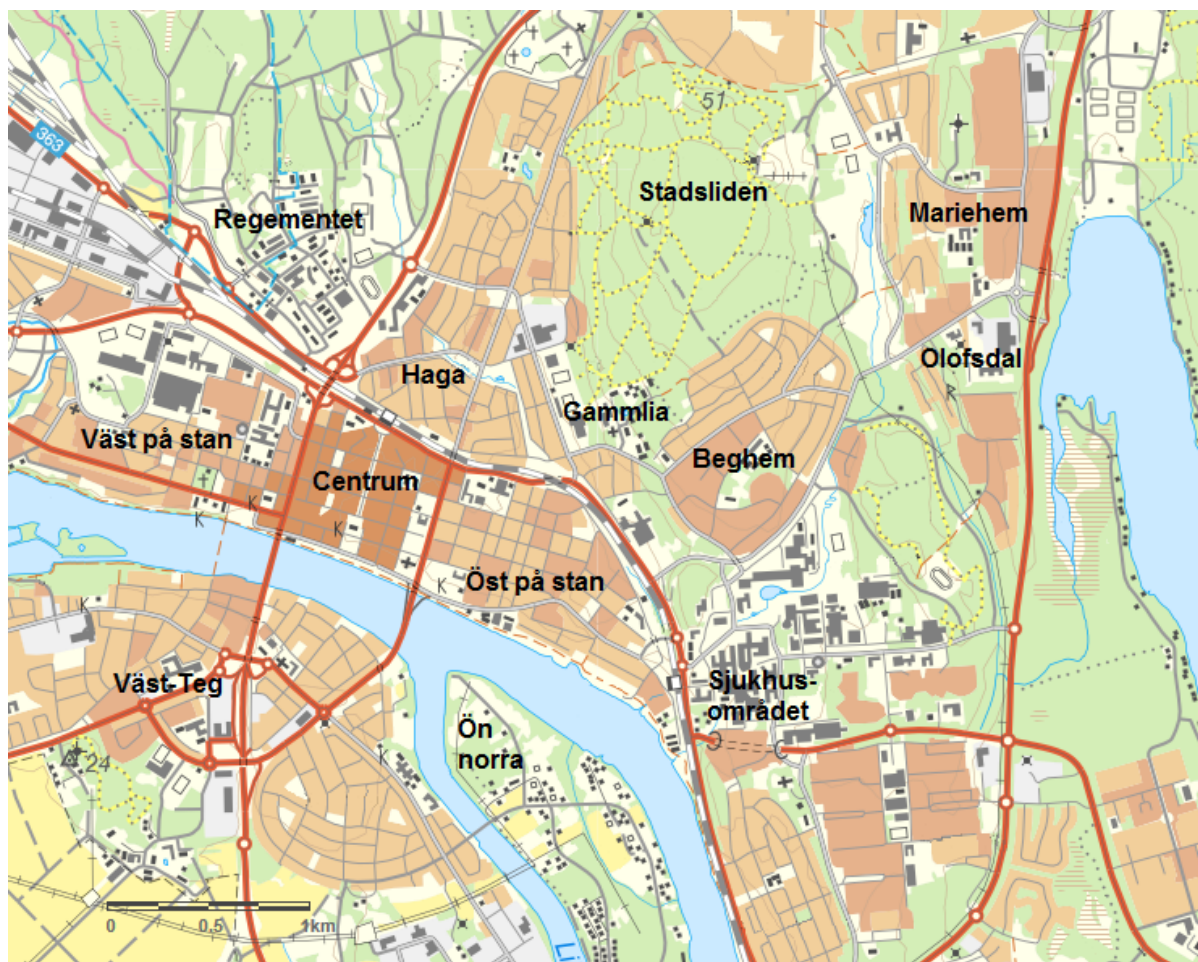 51
363
Stadsliden
Mariehem
Regementet
Olofsdal
Haga
Gammlia
Väst på stan
Beghem
Centrum
K
K
K
Öst på stan
K
Väst-Teg
Sjukhus-
området
Ön
norra
24
K
0 0.5 1km
Li